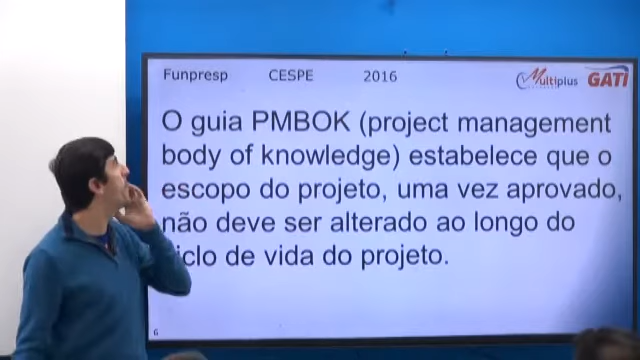 Funpresp CESPE 2016
Multiplus GATI
O guia PMBOK (project management
body of knowledge) estabelece que o
escopo do projeto, uma vez aprovado,
não deve ser alterado ao longo do
iclo de vida do projeto.
6